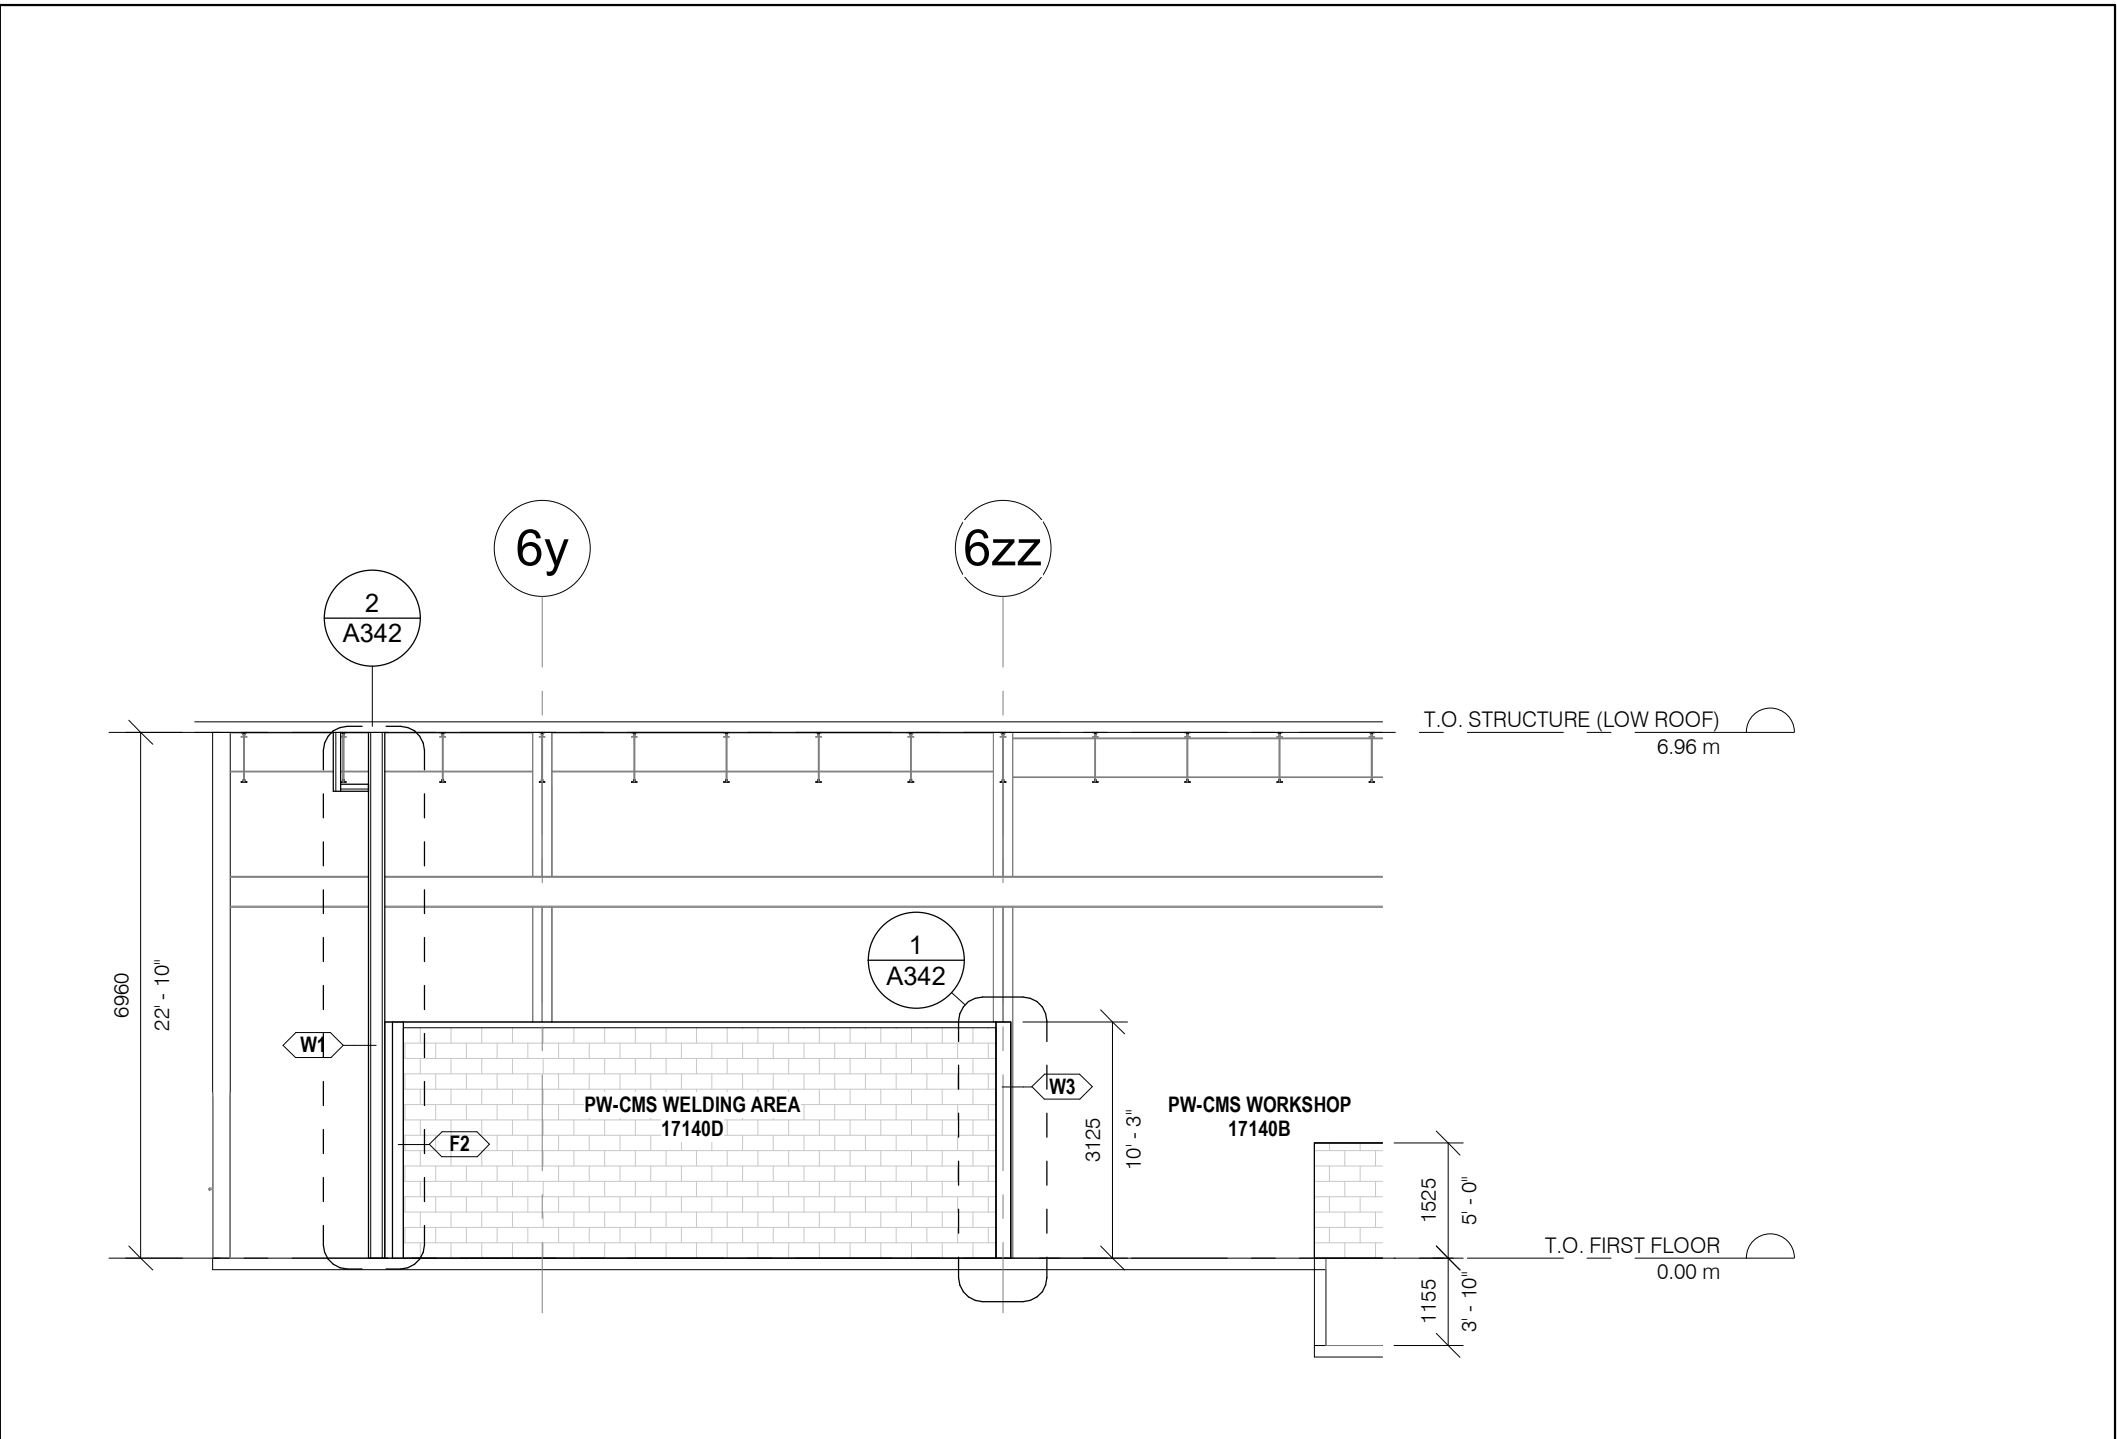 6y
6zz
2
A342
T.O. STRUCTURE (LOW ROOF)
6.96 m
1
A342
6960
22' - 10"
W1
F2
PW-CMS WELDING AREA
17140D
W3
3125
10' - 3"
PW-CMS WORKSHOP
17140B
1525
5' - 0"
T.O. FIRST FLOOR
0.00 m
1155
3' - 10"